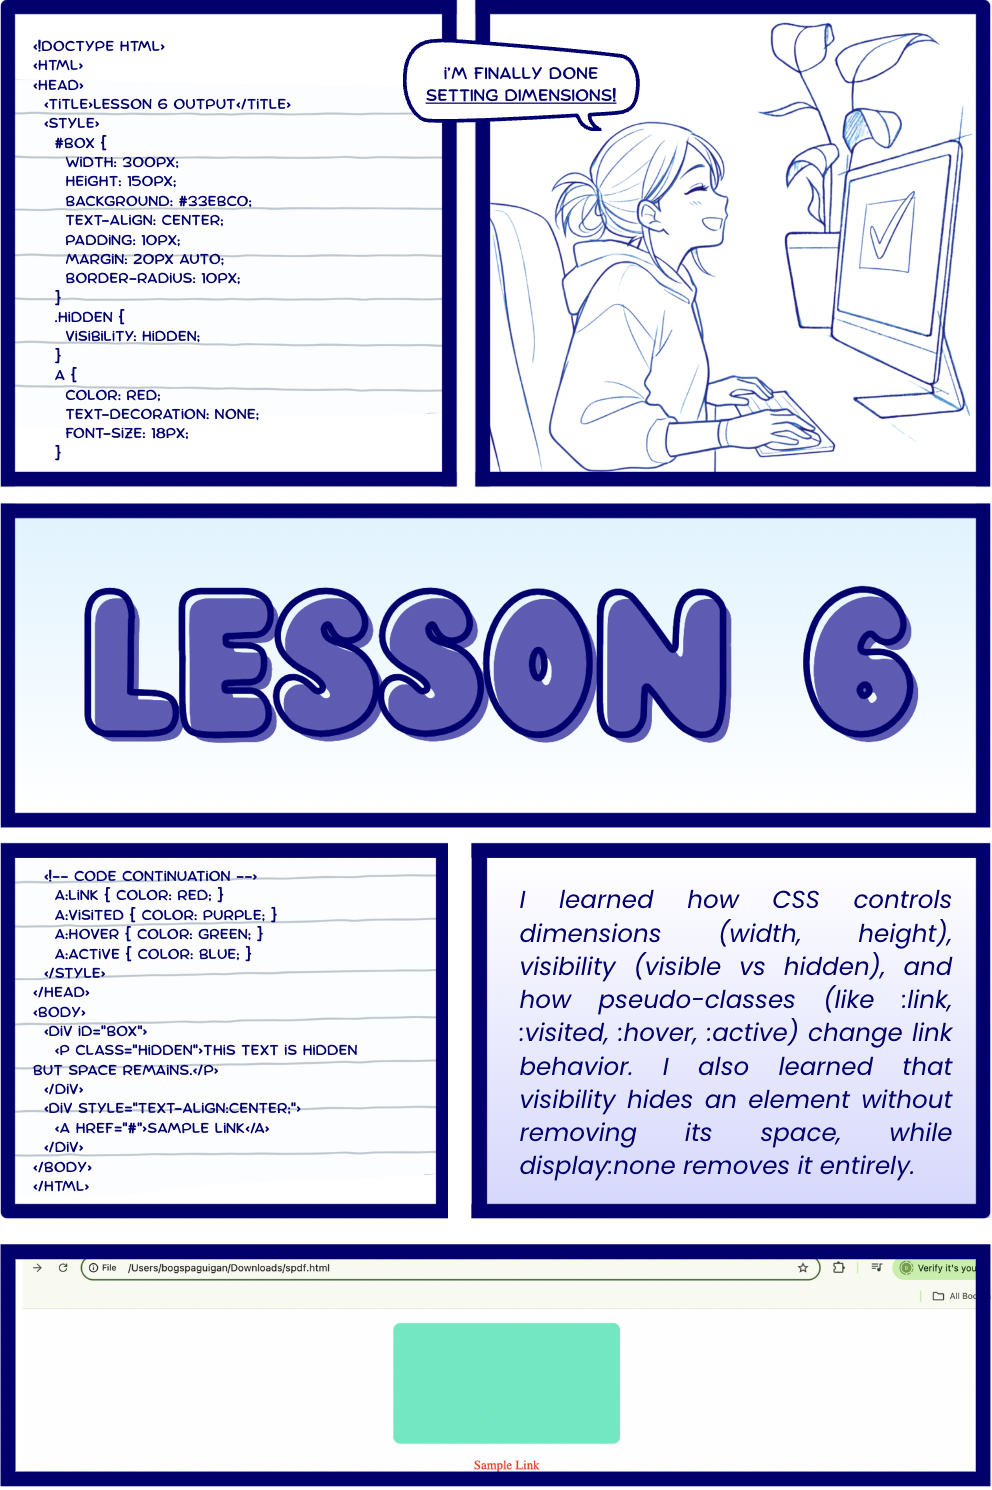 <!DOCTYPE HTML>
<HTML>
<HEAD>
<TITLE>LESSON 6 OUTPUT</TITLE>
<STYLE>
#BOX {
WIDTH: 300PX;
HEIGHT: 150PX;
BACKGROUND: #33EBC0;
TEXT-ALIGN: CENTER;
PADDING: 10PX;
MARGIN: 20PX AUTO;
BORDER-RADIUS: 10PX;
}
.HIDDEN {
VISIBILITY: HIDDEN;
}
A {
COLOR: RED;
TEXT-DECORATION: NONE;
FONT-SIZE: 18PX;
}
I'M FINALLY DONE
SETTING DIMENSIONS!
LESSON 6
<!-- CODE CONTINUATION -->
A:LINK { COLOR: RED; }
A:VISITED { COLOR: PURPLE; }
A:HOVER { COLOR: GREEN; }
A:ACTIVE { COLOR: BLUE; }
</STYLE>
</HEAD>
<BODY>
<DIV ID="BOX">
<P CLASS="HIDDEN">THIS TEXT IS HIDDEN
BUT SPACE REMAINS.</P>
</DIV>
<DIV STYLE="TEXT-ALIGN:CENTER;">
<A HREF="#">SAMPLE LINK</A>
</DIV>
</BODY>
</HTML>
I learned how CSS controls
dimensions (width, height),
visibility (visible vs hidden), and
how pseudo-classes (like :link,
:visited, :hover, :active) change link
behavior. I also learned that
visibility hides an element without
removing its space, while
display:none removes it entirely.
File /Users/bogspaguigan/Downloads/spdf.html
Verify it's you
All Boo
Sample Link